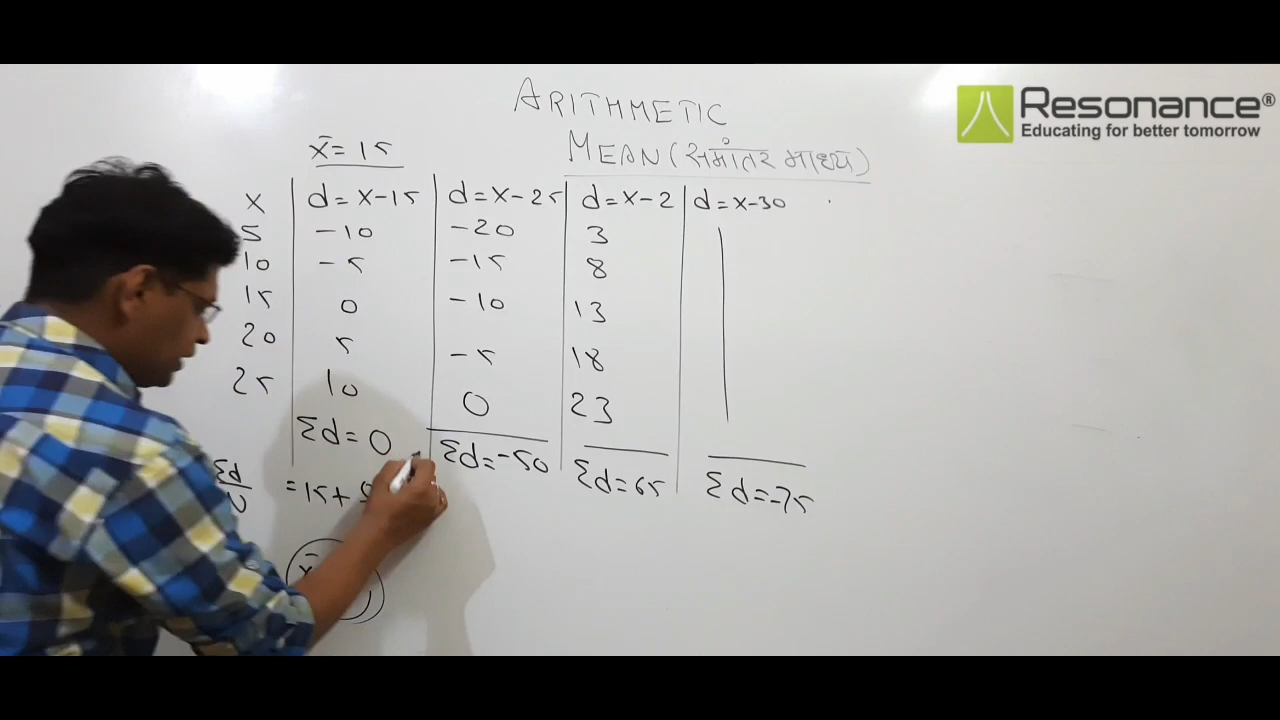 ARITHMETIC
Resonance®
Educating for better tomorrow
x̄ = 15
MEAN (समांतर माध्य)
x d = x-15 d = x-25 d = x-2 d = x-30
5 -10 -20 3
10 -5 -15 8
15 0 -10 13
20 5 -5 18
25 10 0 23
Σd = 0 Σd = -50 Σd = 65 Σd = -75
Σd/N = 15 +
x̄